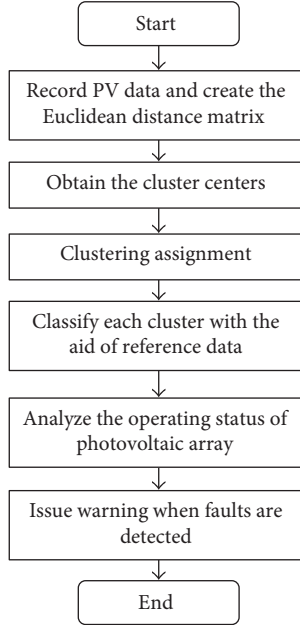 Start
Record PV data and create the
Euclidean distance matrix
Obtain the cluster centers
Clustering assignment
Classify each cluster with the
aid of reference data
Analyze the operating status of
photovoltaic array
Issue warning when faults are
detected
End